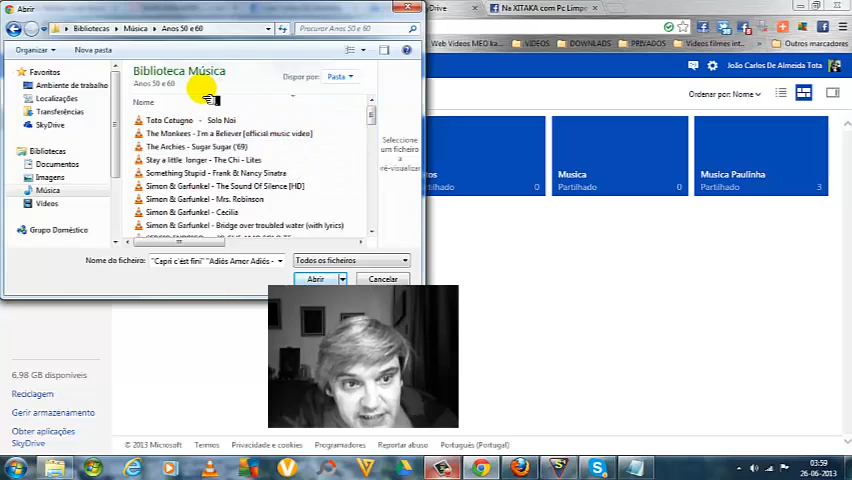 Abrir
Drive
Na XITAKA com Pc Limpo
Bibliotecas ▸ Música ▸ Anos 50 e 60
Procurar Anos 50 e 60
WEB
Web Videos MEO ka
VIDEOS
DOWNLADS
PRIVADOS
Videos filmes int
Outros marcadores
Organizar
Nova pasta
João Carlos De Almeida Tota
Favoritos
Ambiente de trabalho
Localizações
Transferências
SkyDrive
Bibliotecas
Documentos
Imagens
Música
Vídeos
Grupo Doméstico
Biblioteca Música
Anos 50 e 60
Dispor por: Pasta
Nome
Toto Cotugno - Solo Noi
The Monkees - I'm a Believer [official music video]
The Archies - Sugar Sugar ('69)
Stay a little longer - The Chi - Lites
Something Stupid - Frank & Nancy Sinatra
Simon & Garfunkel - The Sound Of Silence [HD]
Simon & Garfunkel - Mrs. Robinson
Simon & Garfunkel - Cecilia
Simon & Garfunkel - Bridge over troubled water (with lyrics)
Seleccione
um ficheiro
a
pré-visualizar
Ordenar por: Nome
tos
0
Musica
Partilhado
0
Musica Paulinha
Partilhado
3
Nome do ficheiro:
"Capri c'ést fini" "Adiós Amor Adiós -
Todos os ficheiros
Abrir
Cancelar
6,98 GB disponíveis
Reciclagem
Gerir armazenamento
Obter aplicações
SkyDrive
© 2013 Microsoft
Termos
Privacidade e cookies
Programadores
Reportar abuso
Português (Portugal)
03:59
26-06-2013